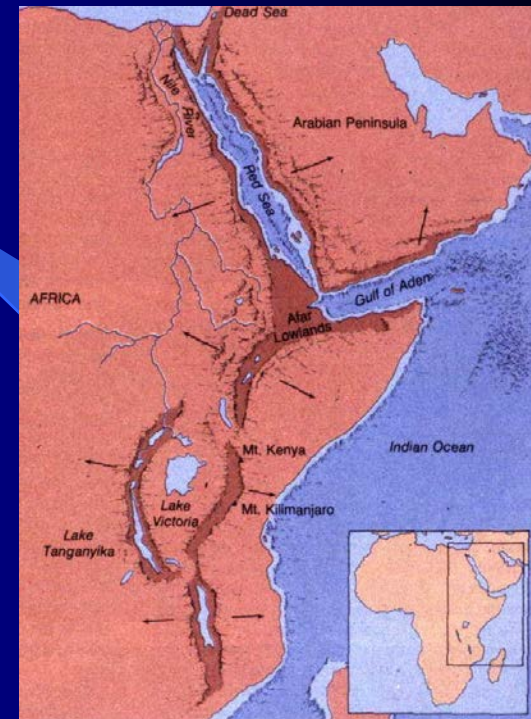 Dead Sea
Nile
River
Arabian Peninsula
Red Sea
AFRICA
Gulf of Aden
Afar
Lowlands
Mt. Kenya
Indian Ocean
Lake
Victoria
Mt. Kilimanjaro
Lake
Tanganyika